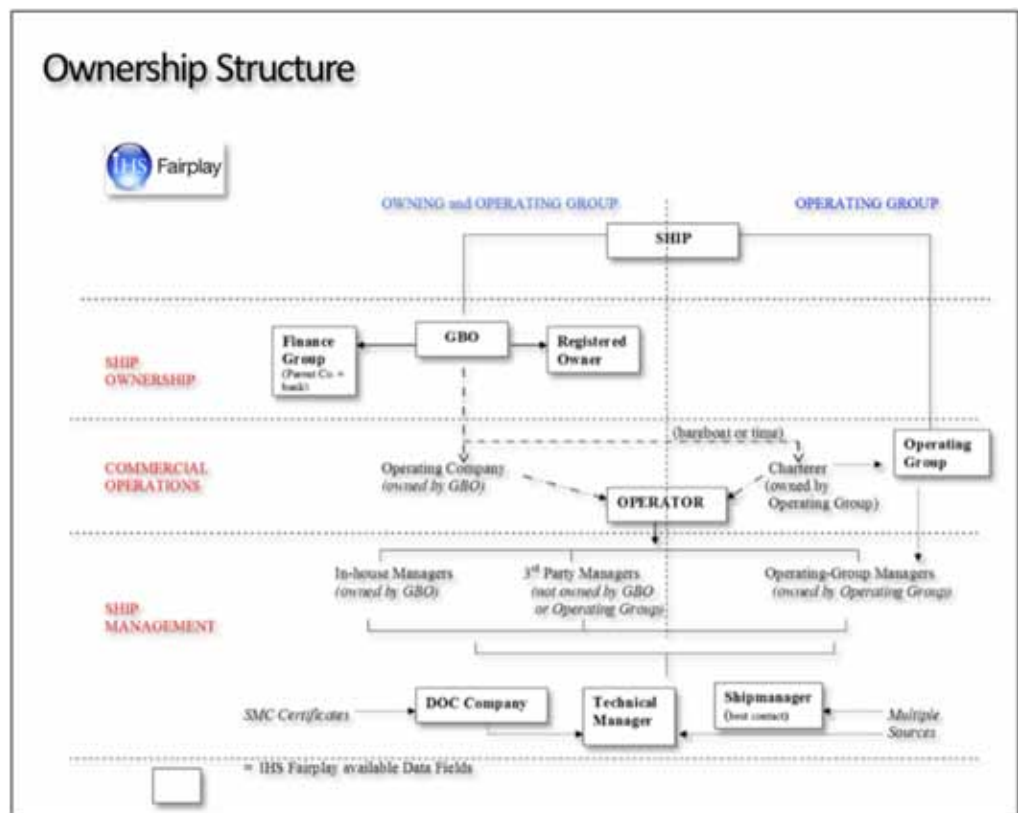 Ownership Structure
IHS Fairplay
OWNING and OPERATING GROUP
OPERATING GROUP
SHIP
SHIP
OWNERSHIP
Finance
Group
(Parent Co. =
bank)
GBO
Registered
Owner
COMMERCIAL
OPERATIONS
Operating Company
(owned by GBO)
(bareboat or time)
OPERATOR
Charterer
(owned by
Operating Group)
Operating
Group
SHIP
MANAGEMENT
In-house Managers
(owned by GBO)
3rd Party Managers
(not owned by GBO
or Operating Group)
Operating-Group Managers
(owned by Operating Group)
SMC Certificates
DOC Company
Technical
Manager
Shipmanager
(best contact)
Multiple
Sources
= IHS Fairplay available Data Fields